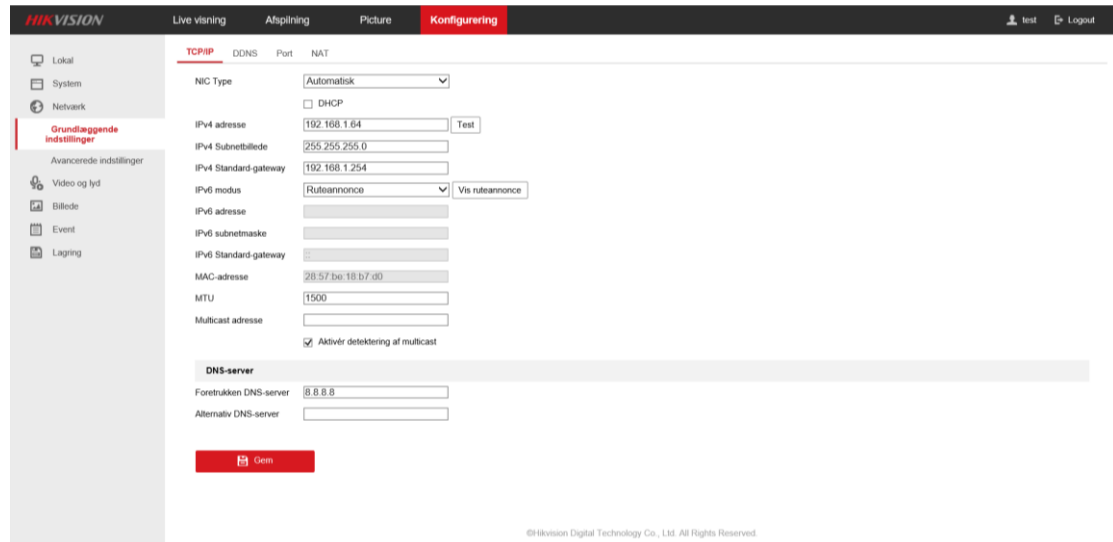 HIKVISION Live visning Afspilning Picture Konfigurering test Logout
Lokal
System
Netværk
Grundlæggende
indstillinger
Avancerede indstillinger
Video og lyd
Billede
Event
Lagring
TCP/IP DDNS Port NAT
NIC Type Automatisk
DHCP
IPv4 adresse 192.168.1.64 Test
IPv4 Subnetbillede 255.255.255.0
IPv4 Standard-gateway 192.168.1.254
IPv6 modus Ruteannonce Vis ruteannonce
IPv6 adresse
IPv6 subnetmaske
IPv6 Standard-gateway ::
MAC-adresse 28:57:be:18:b7:d0
MTU 1500
Multicast adresse
Aktivér detektering af multicast
DNS-server
Foretrukken DNS-server 8.8.8.8
Alternativ DNS-server
Gem
©Hikvision Digital Technology Co., Ltd. All Rights Reserved.